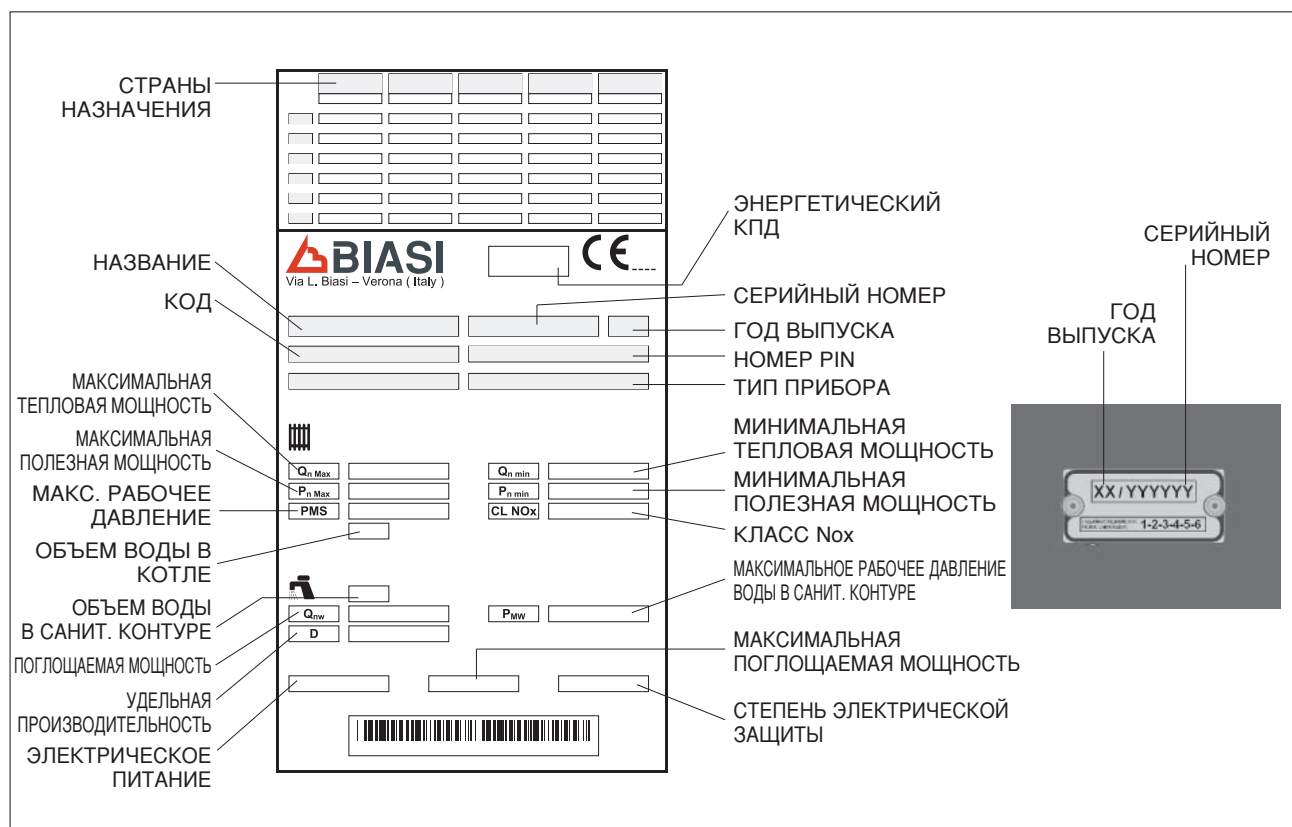 СТРАНЫ
НАЗНАЧЕНИЯ
НАЗВАНИЕ
КОД
МАКСИМАЛЬНАЯ
ТЕПЛОВАЯ МОЩНОСТЬ
МАКСИМАЛЬНАЯ
ПОЛЕЗНАЯ МОЩНОСТЬ
МАКС. РАБОЧЕЕ
ДАВЛЕНИЕ
ОБЪЕМ ВОДЫ В
КОТЛЕ
ОБЪЕМ ВОДЫ
В САНИТ. КОНТУРЕ
ПОГЛОЩАЕМАЯ МОЩНОСТЬ
УДЕЛЬНАЯ
ПРОИЗВОДИТЕЛЬНОСТЬ
ЭЛЕКТРИЧЕСКОЕ
ПИТАНИЕ
BIASI
CE
Via L. Biasi – Verona ( Italy )
Qn Max
Qn min
Pn Max
Pn min
PMS
CL NOx
Qnw
PMW
D
ЭНЕРГЕТИЧЕСКИЙ
КПД
СЕРИЙНЫЙ НОМЕР
ГОД ВЫПУСКА
НОМЕР PIN
ТИП ПРИБОРА
МИНИМАЛЬНАЯ
ТЕПЛОВАЯ МОЩНОСТЬ
МИНИМАЛЬНАЯ
ПОЛЕЗНАЯ МОЩНОСТЬ
КЛАСС Nox
МАКСИМАЛЬНОЕ РАБОЧЕЕ ДАВЛЕНИЕ
ВОДЫ В САНИТ. КОНТУРЕ
МАКСИМАЛЬНАЯ
ПОГЛОЩАЕМАЯ МОЩНОСТЬ
СТЕПЕНЬ ЭЛЕКТРИЧЕСКОЙ
ЗАЩИТЫ
СЕРИЙНЫЙ
НОМЕР
ГОД
ВЫПУСКА
XX/YYYYYY
1-2-3-4-5-6